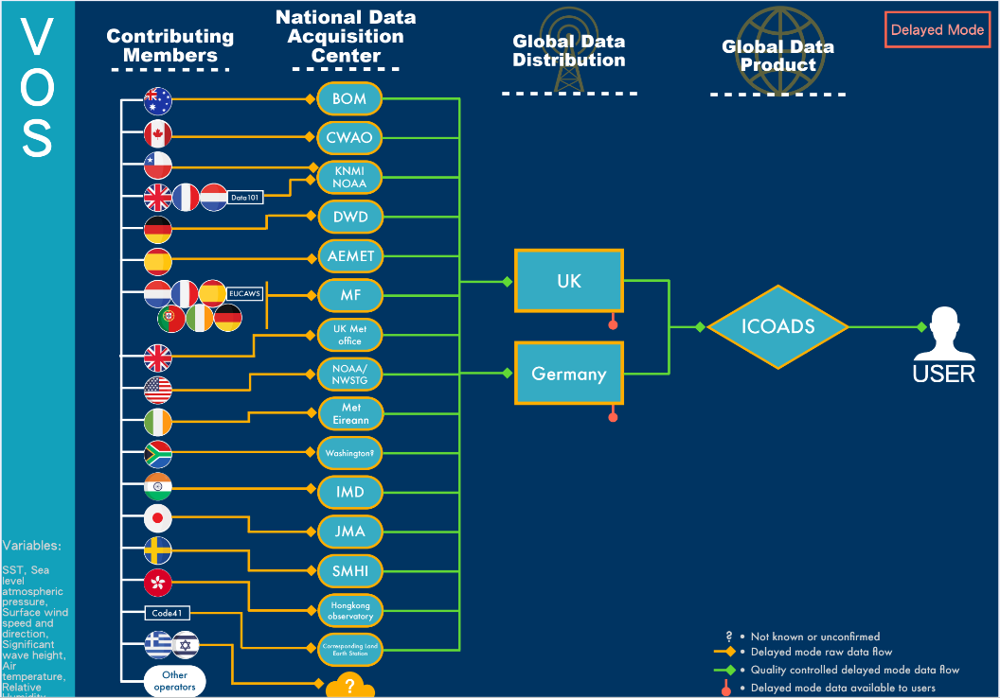 V
O
S
Contributing
Members
National Data
Acquisition
Center
Global Data
Distribution
Global Data
Product
Delayed Mode
BOM
CWAO
KNMI
NOAA
Data101
DWD
AEMET
EUCAWS
MF
UK Met
office
NOAA/
NWSTG
Met
Eireann
Washington?
IMD
JMA
SMHI
Hongkong
observatory
Code41
Corresponding Land
Earth Station
Other
operators
?
UK
Germany
ICOADS
USER
Variables:
SST, Sea
level
atmospheric
pressure,
Surface wind
speed and
direction,
Significant
wave height,
Air
temperature,
Relative
Humidity
? • Not known or unconfirmed
• Delayed mode raw data flow
• Quality controlled delayed mode data flow
• Delayed mode data available to users